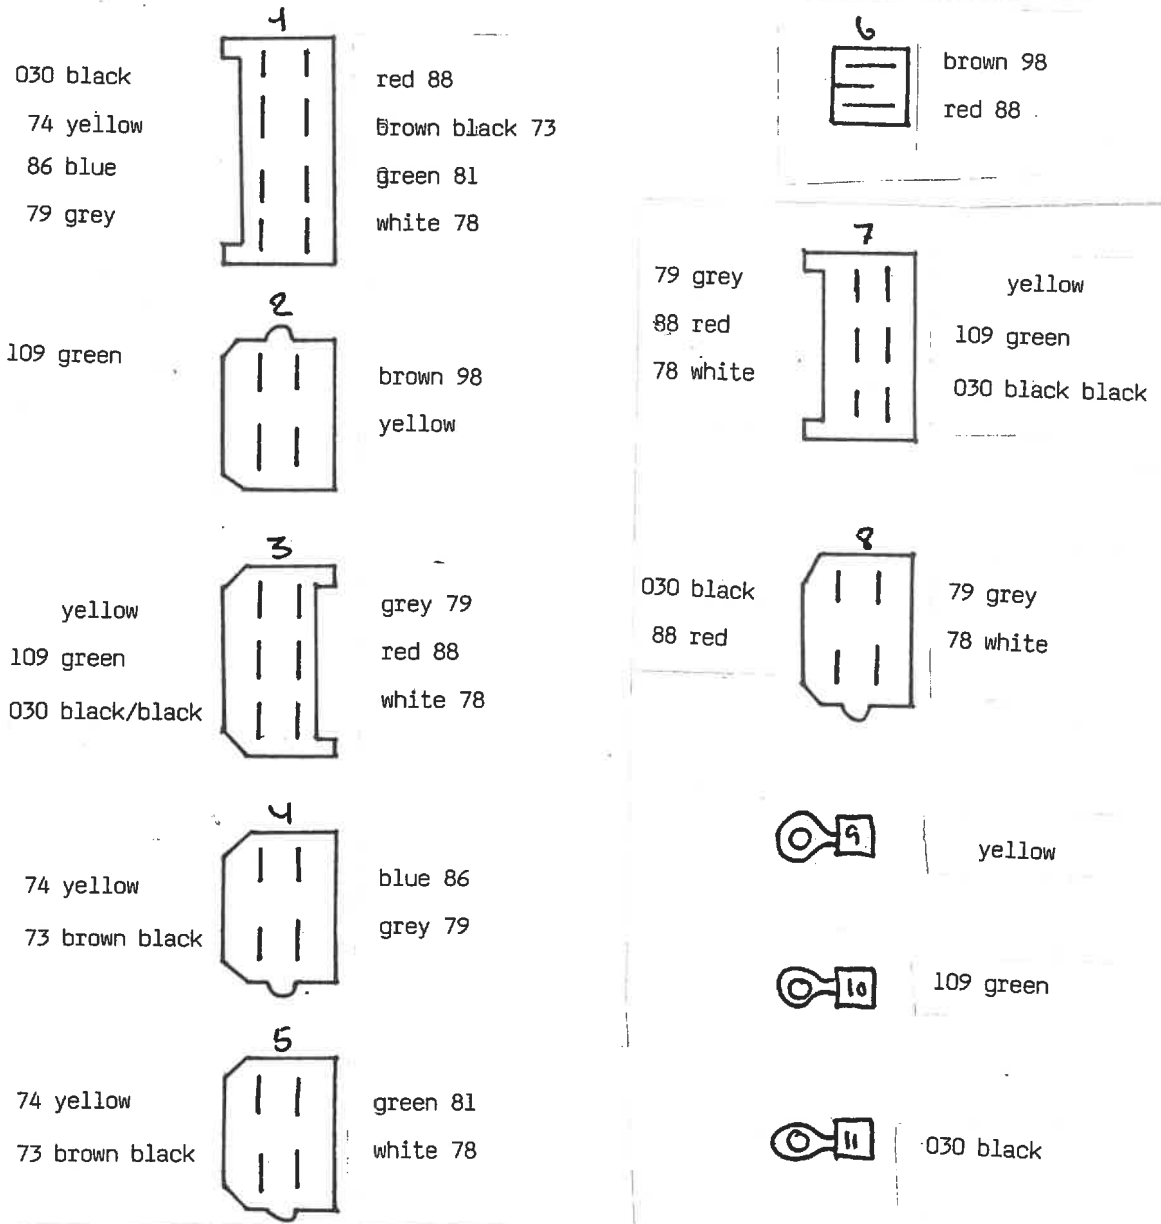 1
030 black
red 88
74 yellow
brown black 73
86 blue
green 81
79 grey
white 78
2
109 green
brown 98
yellow
3
yellow
grey 79
109 green
red 88
030 black/black
white 78
4
74 yellow
blue 86
73 brown black
grey 79
5
74 yellow
green 81
73 brown black
white 78
6
brown 98
red 88
7
79 grey
yellow
88 red
109 green
78 white
030 black black
8
030 black
79 grey
88 red
78 white
9
yellow
10
109 green
11
030 black